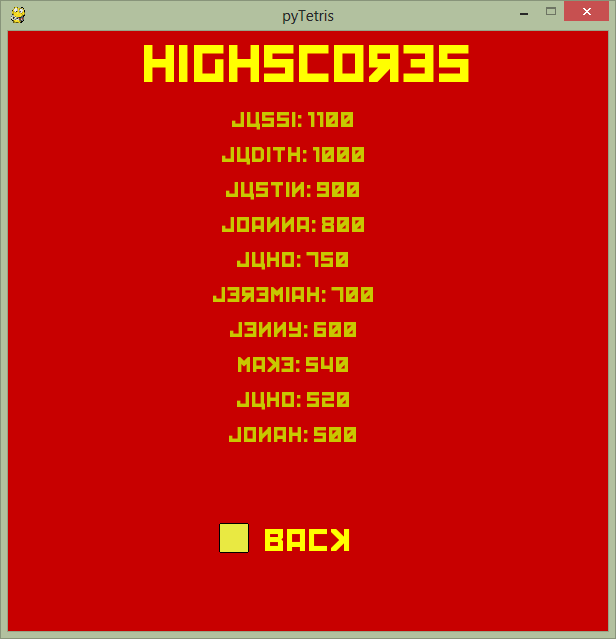 pyTetris
HIGHSCORES
JUSSI: 1100
JUDITH: 1000
JUSTIN: 900
JOANNA: 800
JUHO: 750
JEREMIAH: 700
JENNY: 600
MAKE: 540
JUHO: 520
JONAH: 500
BACK